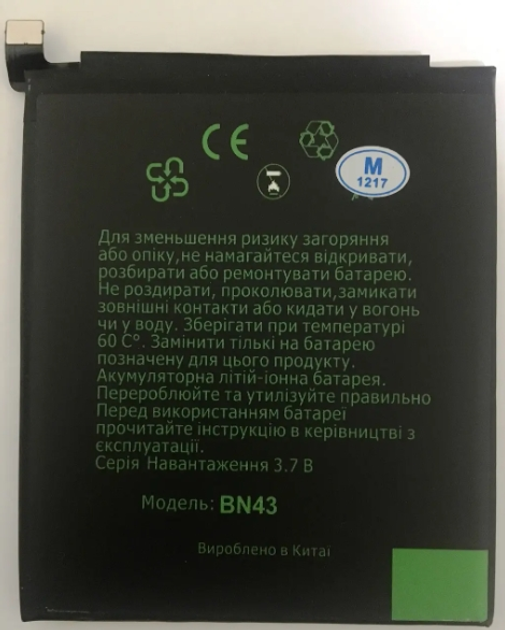 CE
M
1217
Для зменьшення ризику загоряння
або опіку,не намагайтеся відкривати,
розбирати або ремонтувати батарею.
Не роздирати, проколювати,замикати
зовнішні контакти або кидати у вогонь
чи у воду. Зберігати при температурі
60 С°. Замінити тількі на батарею
позначену для цього продукту.
Акумуляторна літій-іонна батарея.
Перероблюйте та утилізуйте правильно
Перед використанням батареї
прочитайте інструкцію в керівництві з
єксплуатації.
Серія Навантаження 3.7 В
Модель: BN43
Вироблено в Китаї